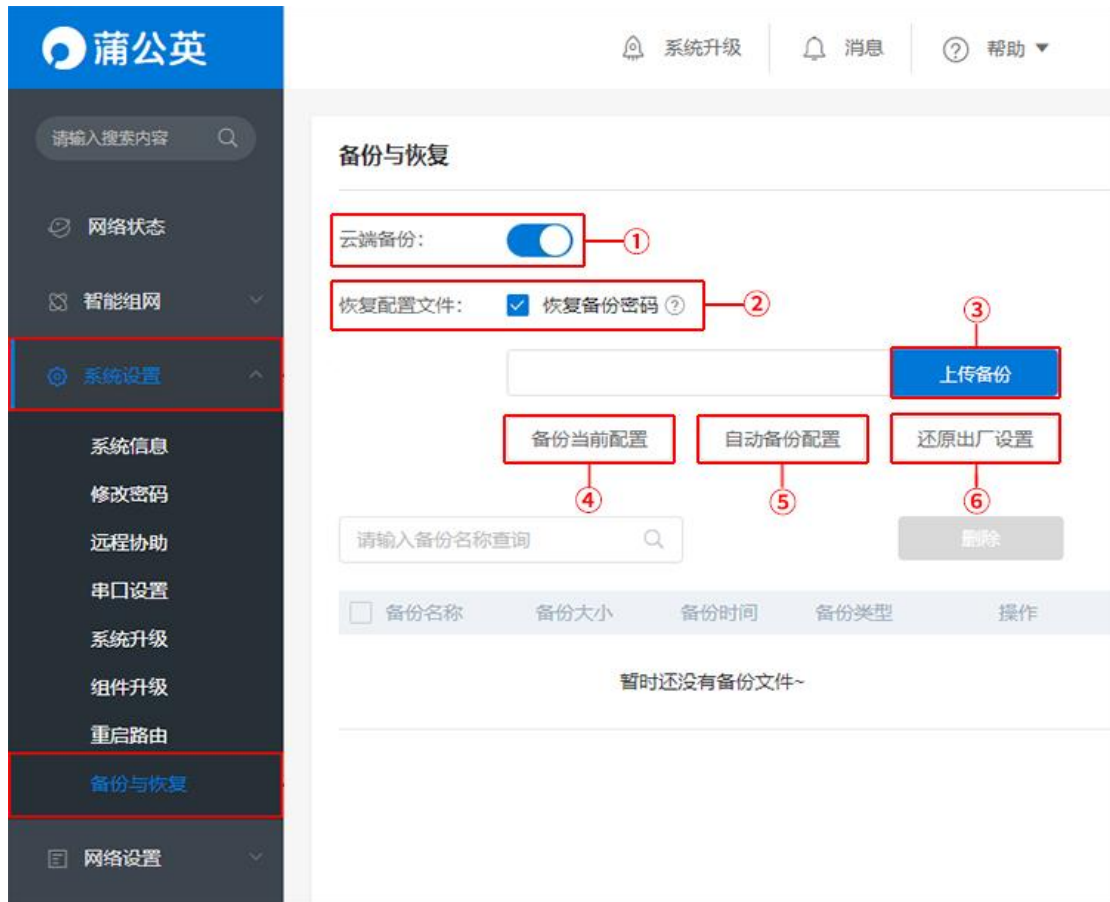 蒲公英
系统升级
消息
帮助
请输入搜索内容
备份与恢复
网络状态
云端备份:
①
智能组网
恢复配置文件:
恢复备份密码
②
③
系统设置
上传备份
系统信息
备份当前配置
自动备份配置
还原出厂设置
修改密码
④
⑤
⑥
远程协助
请输入备份名称查询
删除
串口设置
备份名称
备份大小
备份时间
备份类型
操作
系统升级
组件升级
暂时还没有备份文件~
重启路由
备份与恢复
网络设置